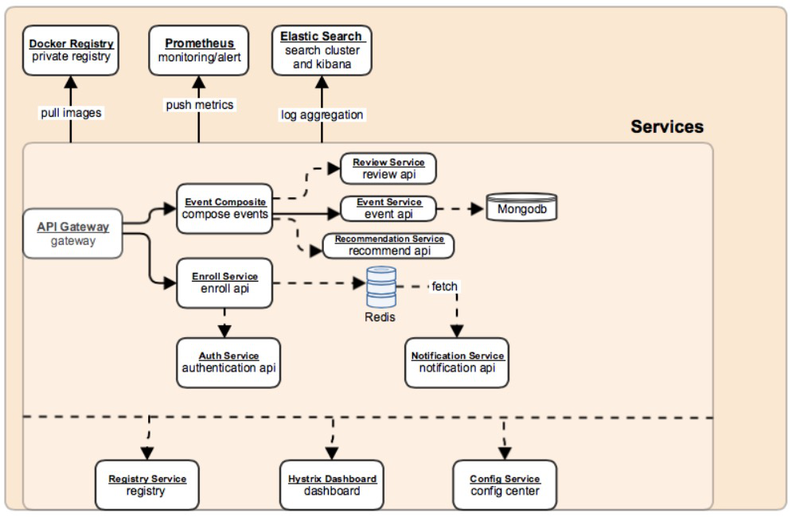 Docker Registry
private registry
Prometheus
monitoring/alert
Elastic Search
search cluster
and kibana
pull images
push metrics
log aggregation
Services
Review Service
review api
Event Composite
compose events
Event Service
event api
Mongodb
API Gateway
gateway
Recommendation Service
recommend api
Enroll Service
enroll api
fetch
Redis
Auth Service
authentication api
Notification Service
notification api
Registry Service
registry
Hystrix Dashboard
dashboard
Config Service
config center